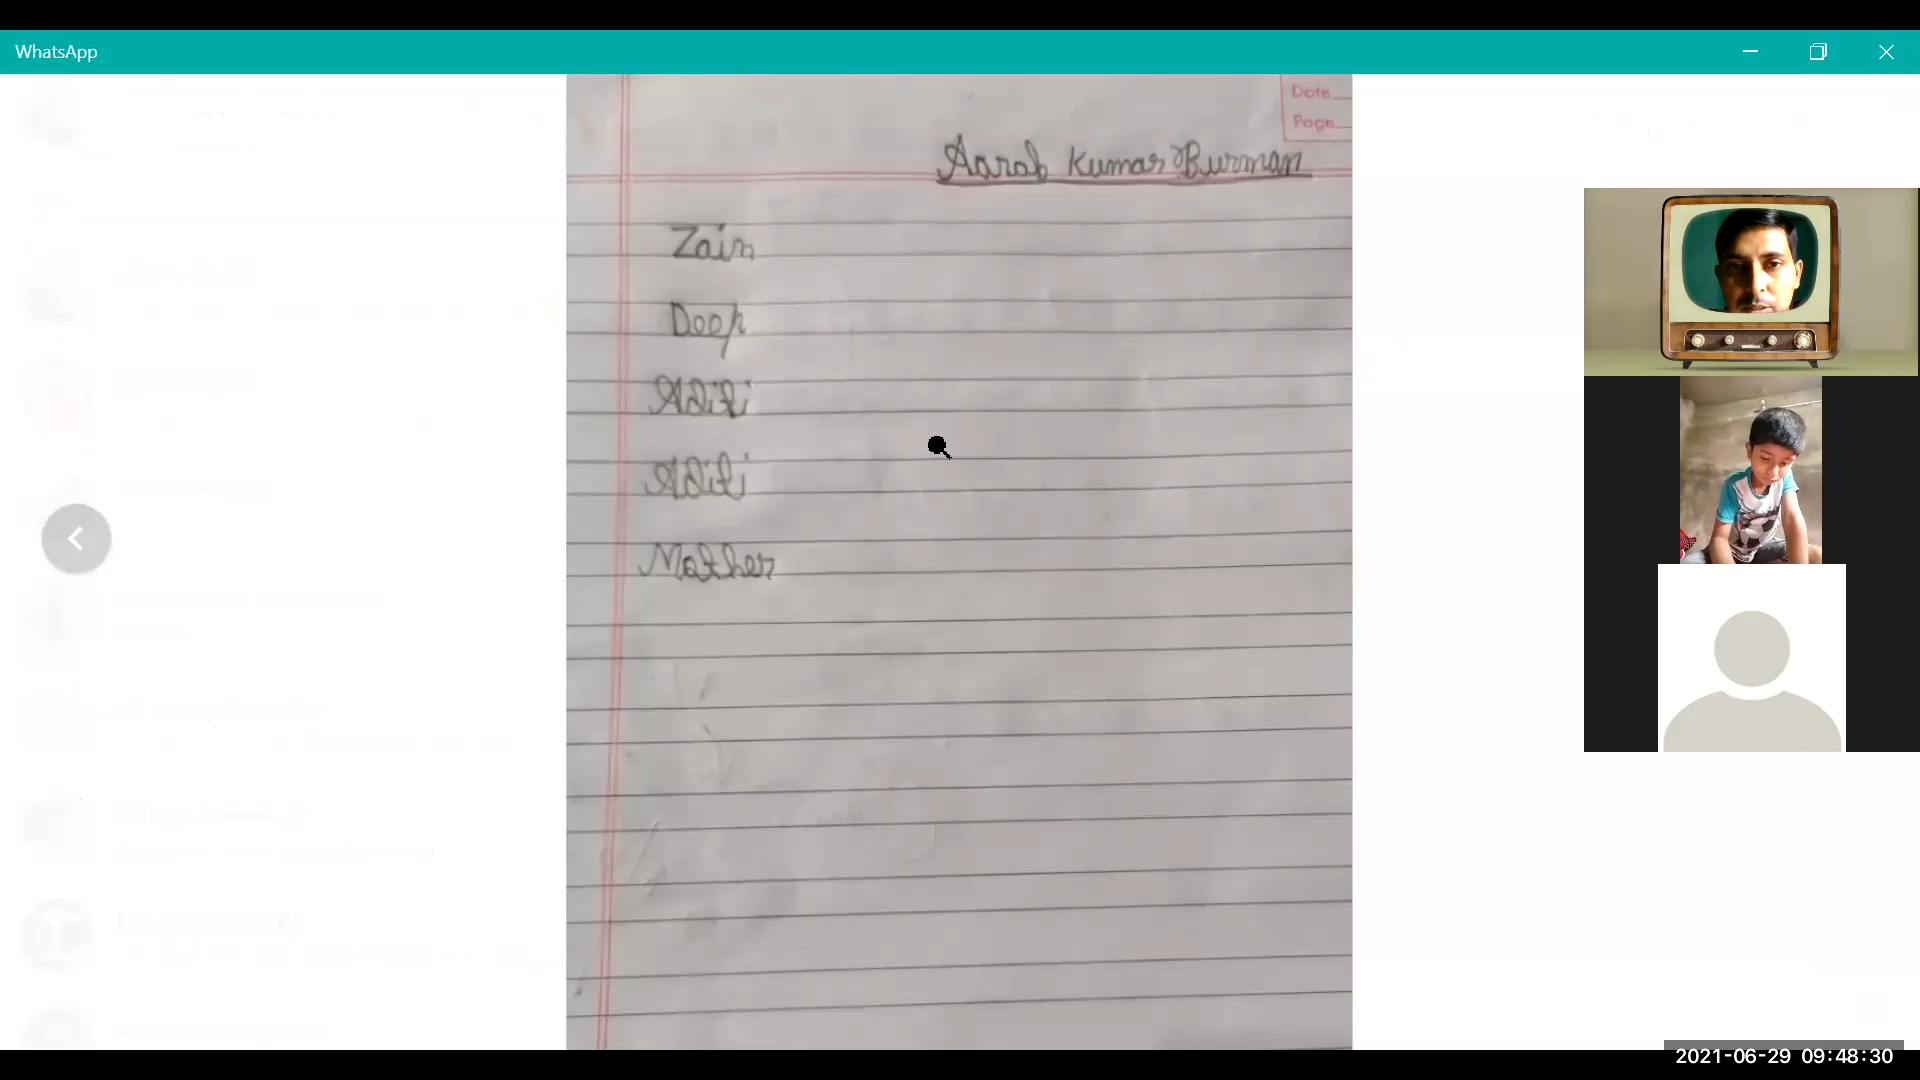 WhatsApp
Date
Page
Aarab Kumar Burman
Zain
Deep
Aditi
Aditi
Mother
2021-06-29 09:48:30